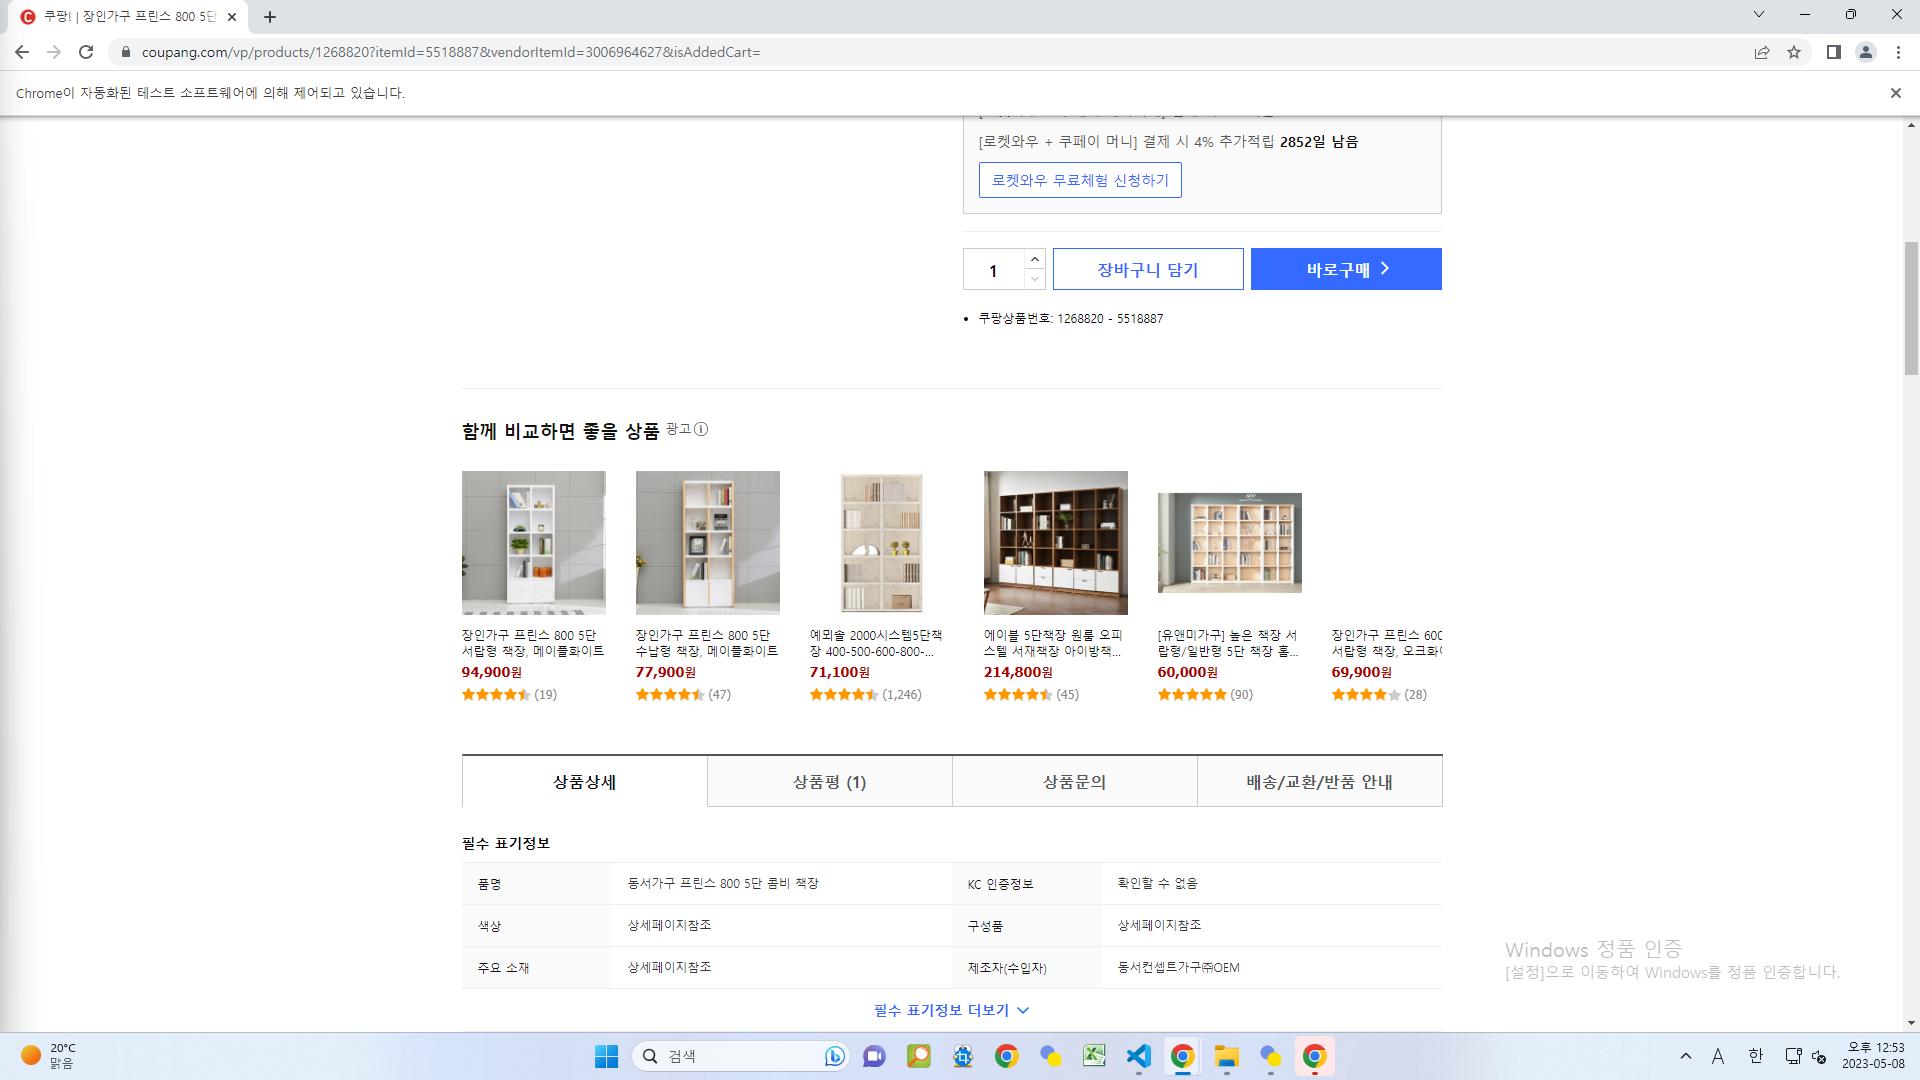 쿠팡! | 장인가구 프린스 800 5단
coupang.com/vp/products/1268820?itemId=5518887&vendorItemId=3006964627&isAddedCart=
Chrome이 자동화된 테스트 소프트웨어에 의해 제어되고 있습니다.
[로켓와우 + 쿠페이 머니] 결제 시 4% 추가적립 2852일 남음
로켓와우 무료체험 신청하기
1
장바구니 담기
바로구매
• 쿠팡상품번호: 1268820 - 5518887
함께 비교하면 좋을 상품 광고
장인가구 프린스 800 5단
서랍형 책장, 메이플화이트
94,900원
(19)
장인가구 프린스 800 5단
수납형 책장, 메이플화이트
77,900원
(47)
예뫼솔 2000시스템5단책
장 400-500-600-800-...
71,100원
(1,246)
에이블 5단책장 원룸 오피
스텔 서재책장 아이방책...
214,800원
(45)
[유앤미가구] 높은 책장 서
랍형/일반형 5단 책장 홈...
60,000원
(90)
장인가구 프린스 600
서랍형 책장, 오크화이
69,900원
(28)
상품상세
상품평 (1)
상품문의
배송/교환/반품 안내
필수 표기정보
품명 동서가구 프린스 800 5단 콤비 책장 KC 인증정보 확인할 수 없음
색상 상세페이지참조 구성품 상세페이지참조
주요 소재 상세페이지참조 제조자(수입자) 동서컨셉트가구㈜OEM
필수 표기정보 더보기
Windows 정품 인증
[설정]으로 이동하여 Windows를 정품 인증합니다.
20°C
맑음
검색
A
한
오후 12:53
2023-05-08